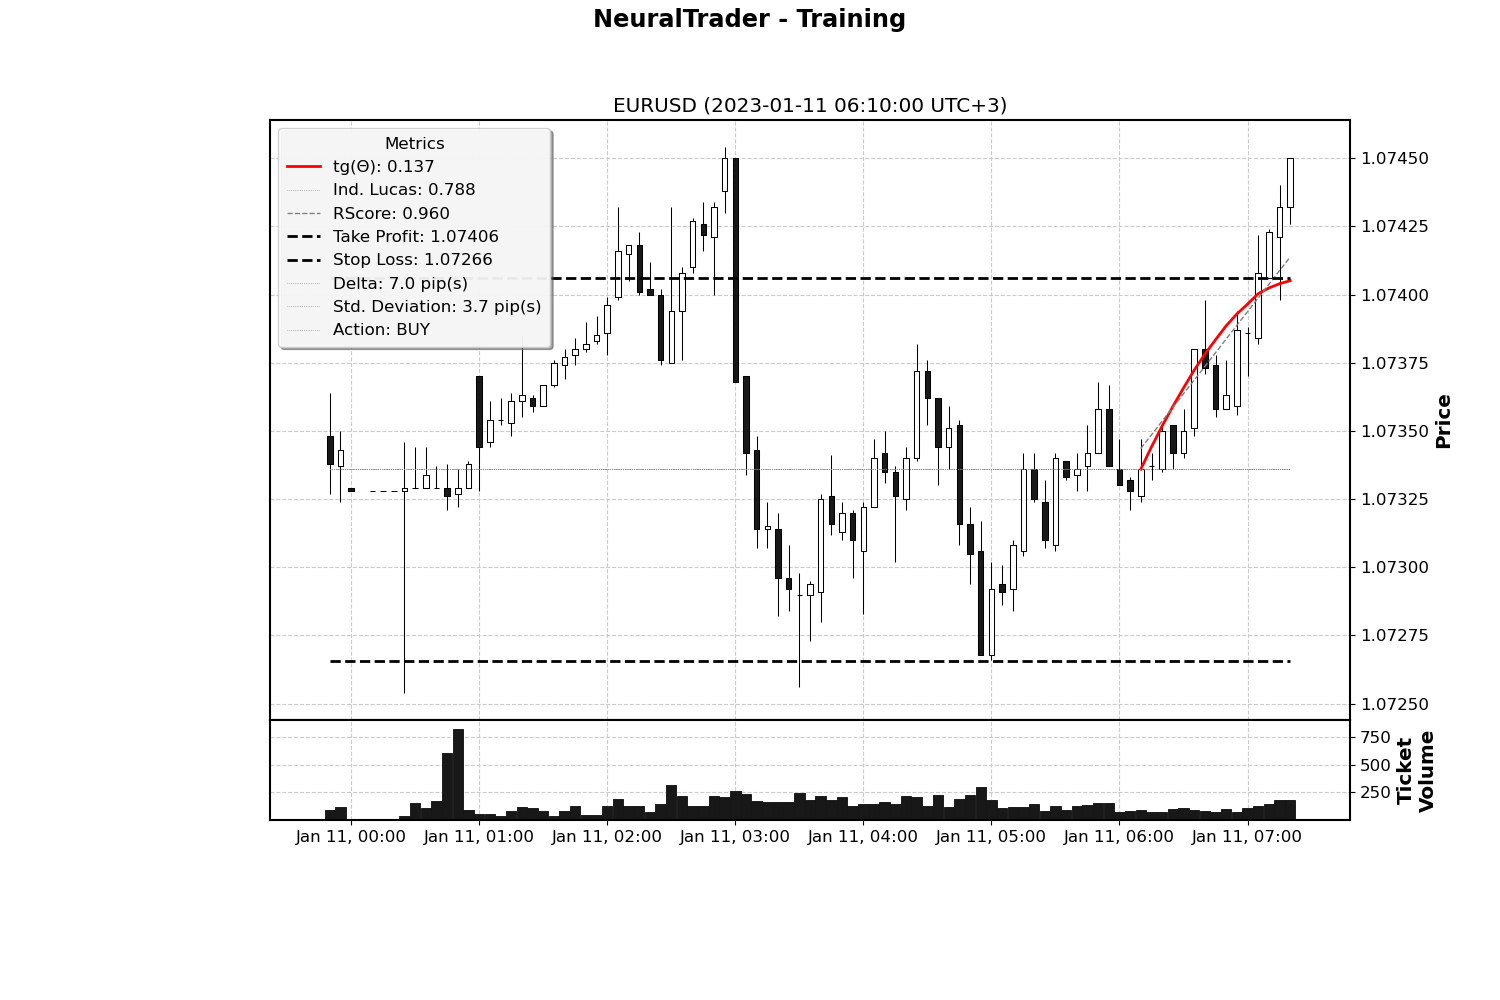 NeuralTrader - Training
EURUSD (2023-01-11 06:10:00 UTC+3)
Metrics
tg(Θ): 0.137
Ind. Lucas: 0.788
RScore: 0.960
Take Profit: 1.07406
Stop Loss: 1.07266
Delta: 7.0 pip(s)
Std. Deviation: 3.7 pip(s)
Action: BUY
1.07450
1.07425
1.07400
1.07375
1.07350
1.07325
1.07300
1.07275
1.07250
Price
750
500
250
Ticket
Volume
Jan 11, 00:00 Jan 11, 01:00 Jan 11, 02:00 Jan 11, 03:00 Jan 11, 04:00 Jan 11, 05:00 Jan 11, 06:00 Jan 11, 07:00